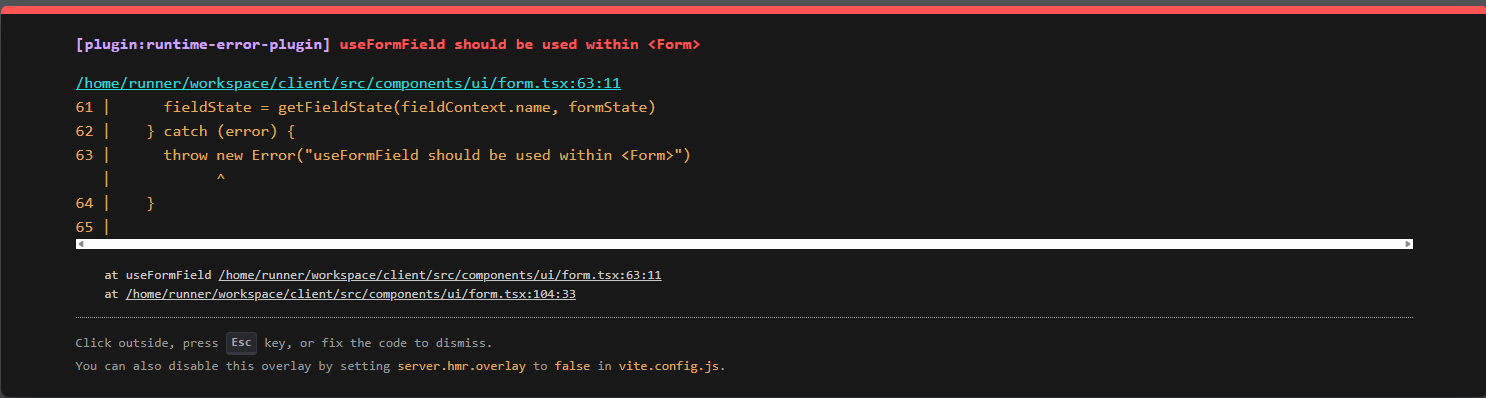 [plugin:runtime-error-plugin] useFormField should be used within <Form>
/home/runner/workspace/client/src/components/ui/form.tsx:63:11
61 |      fieldState = getFieldState(fieldContext.name, formState)
62 |    } catch (error) {
63 |      throw new Error("useFormField should be used within <Form>")
   |            ^
64 |    }
65 |
at useFormField /home/runner/workspace/client/src/components/ui/form.tsx:63:11
at /home/runner/workspace/client/src/components/ui/form.tsx:104:33
Click outside, press Esc key, or fix the code to dismiss.
You can also disable this overlay by setting server.hmr.overlay to false in vite.config.js.